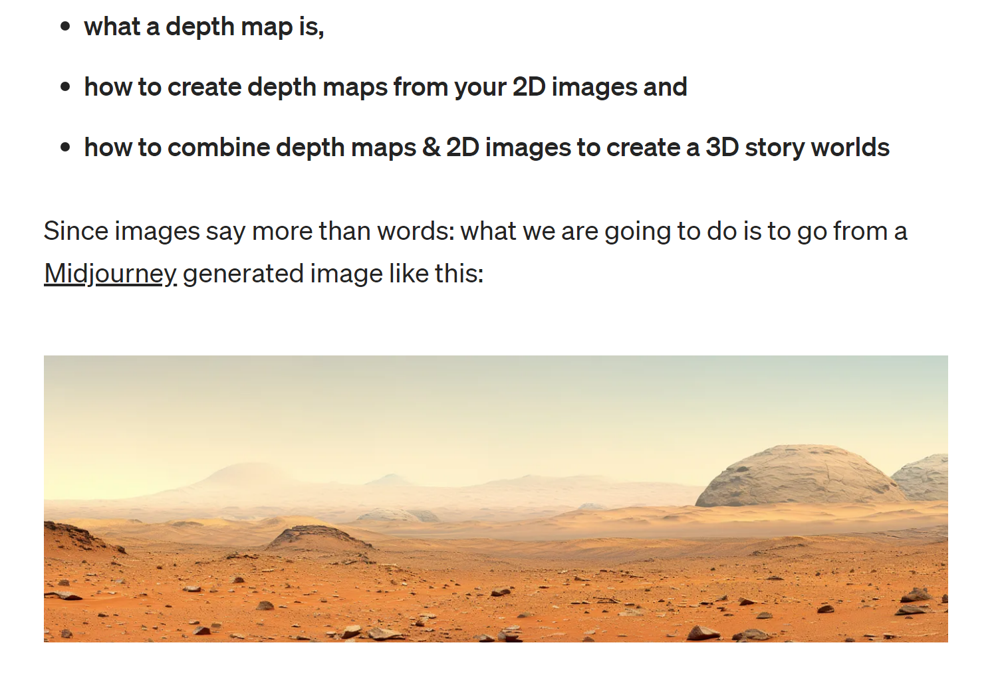 what a depth map is,
how to create depth maps from your 2D images and
how to combine depth maps & 2D images to create a 3D story worlds
Since images say more than words: what we are going to do is to go from a
Midjourney generated image like this: